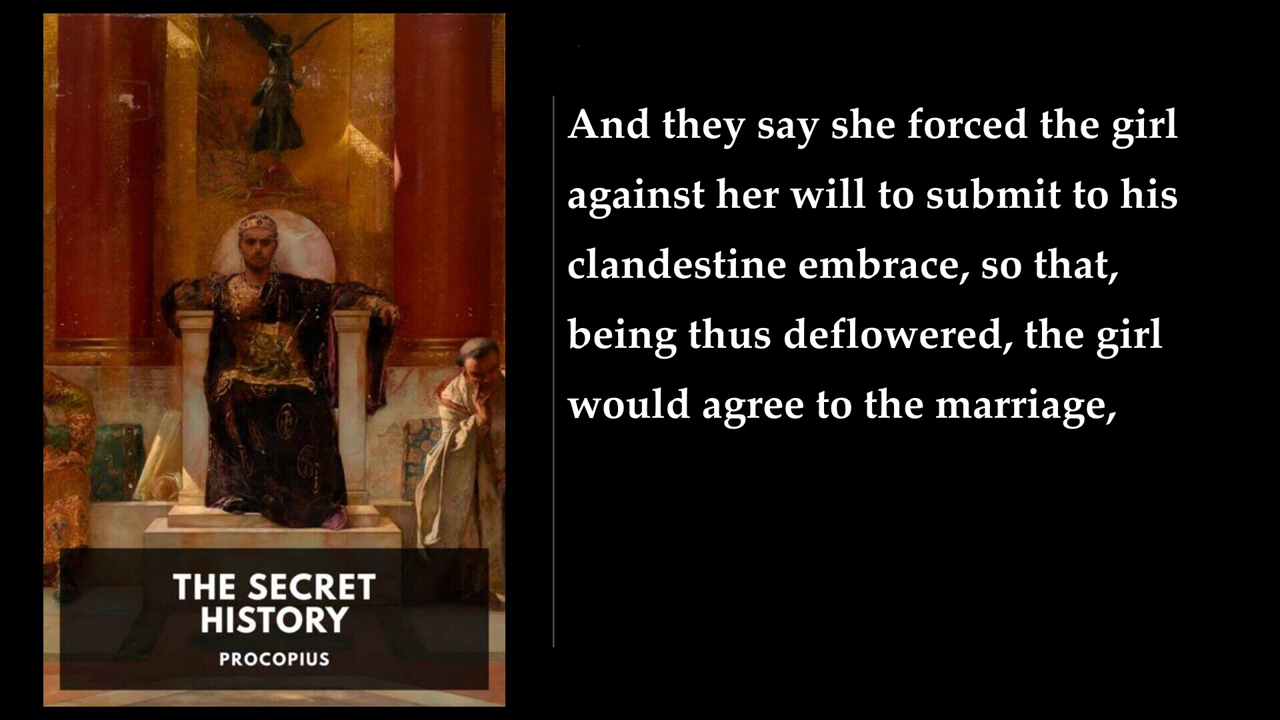 THE SECRET
HISTORY
PROCOPIUS
And they say she forced the girl
against her will to submit to his
clandestine embrace, so that,
being thus deflowered, the girl
would agree to the marriage,